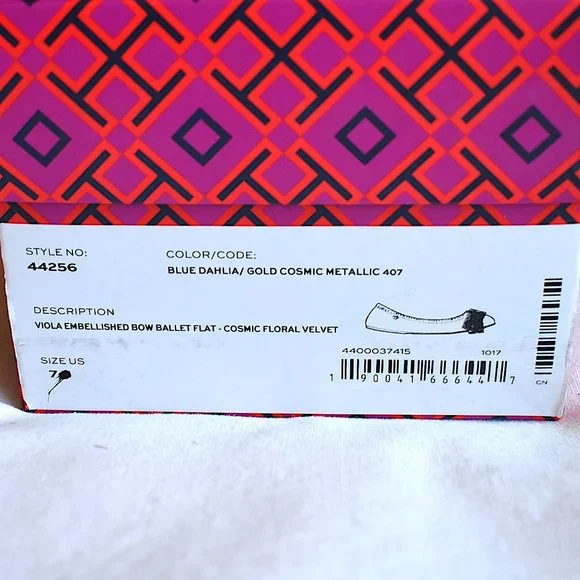 STYLE NO:
44256
COLOR/CODE:
BLUE DAHLIA/ GOLD COSMIC METALLIC 407
DESCRIPTION
VIOLA EMBELLISHED BOW BALLET FLAT - COSMIC FLORAL VELVET
SIZE US
7
4400037415 1017
1 90041 66644 7
CN